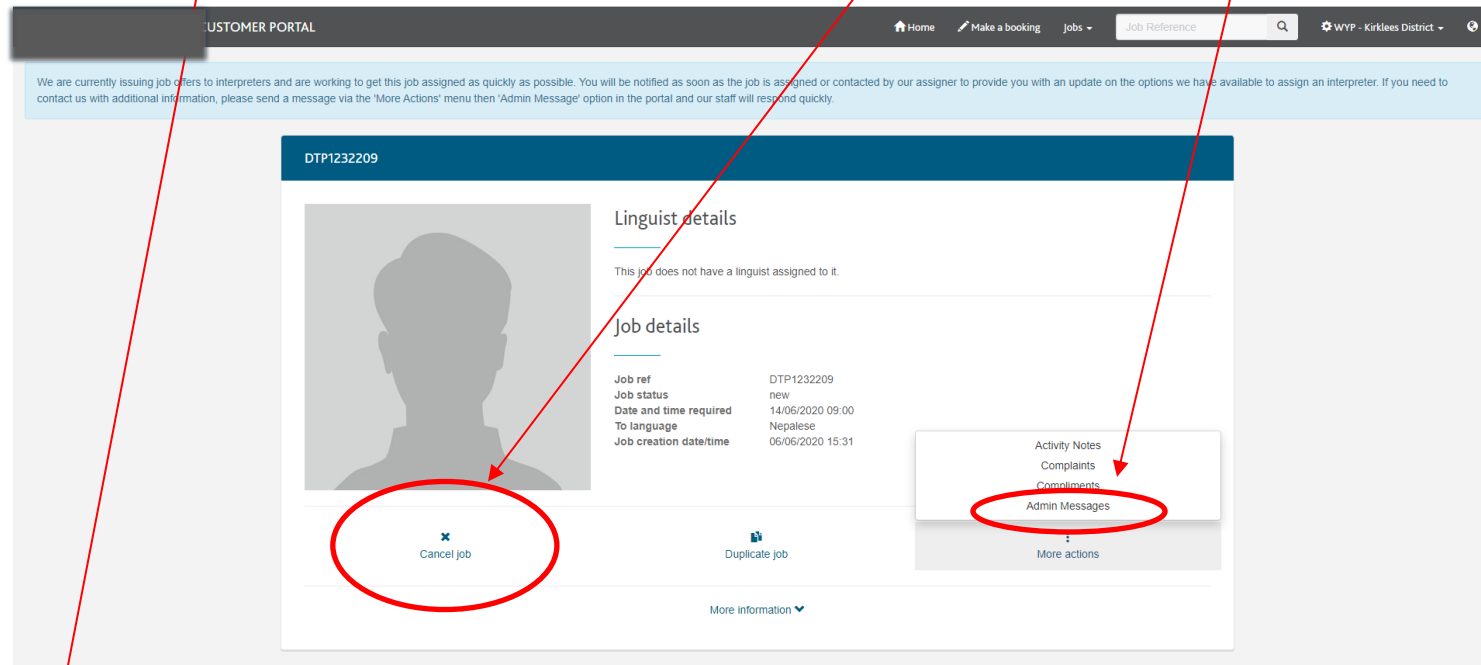 CUSTOMER PORTAL
Home Make a booking Jobs Job Reference WYP - Kirklees District
We are currently issuing job offers to interpreters and are working to get this job assigned as quickly as possible. You will be notified as soon as the job is assigned or contacted by our assigner to provide you with an update on the options we have available to assign an interpreter. If you need to
contact us with additional information, please send a message via the 'More Actions' menu then 'Admin Message' option in the portal and our staff will respond quickly.
DTP1232209
Linguist details
This job does not have a linguist assigned to it.
Job details
Job ref DTP1232209
Job status new
Date and time required 14/06/2020 09:00
To language Nepalese
Job creation date/time 06/06/2020 15:31
Activity Notes
Complaints
Compliments
Admin Messages
Cancel job
Duplicate job
More actions
More information